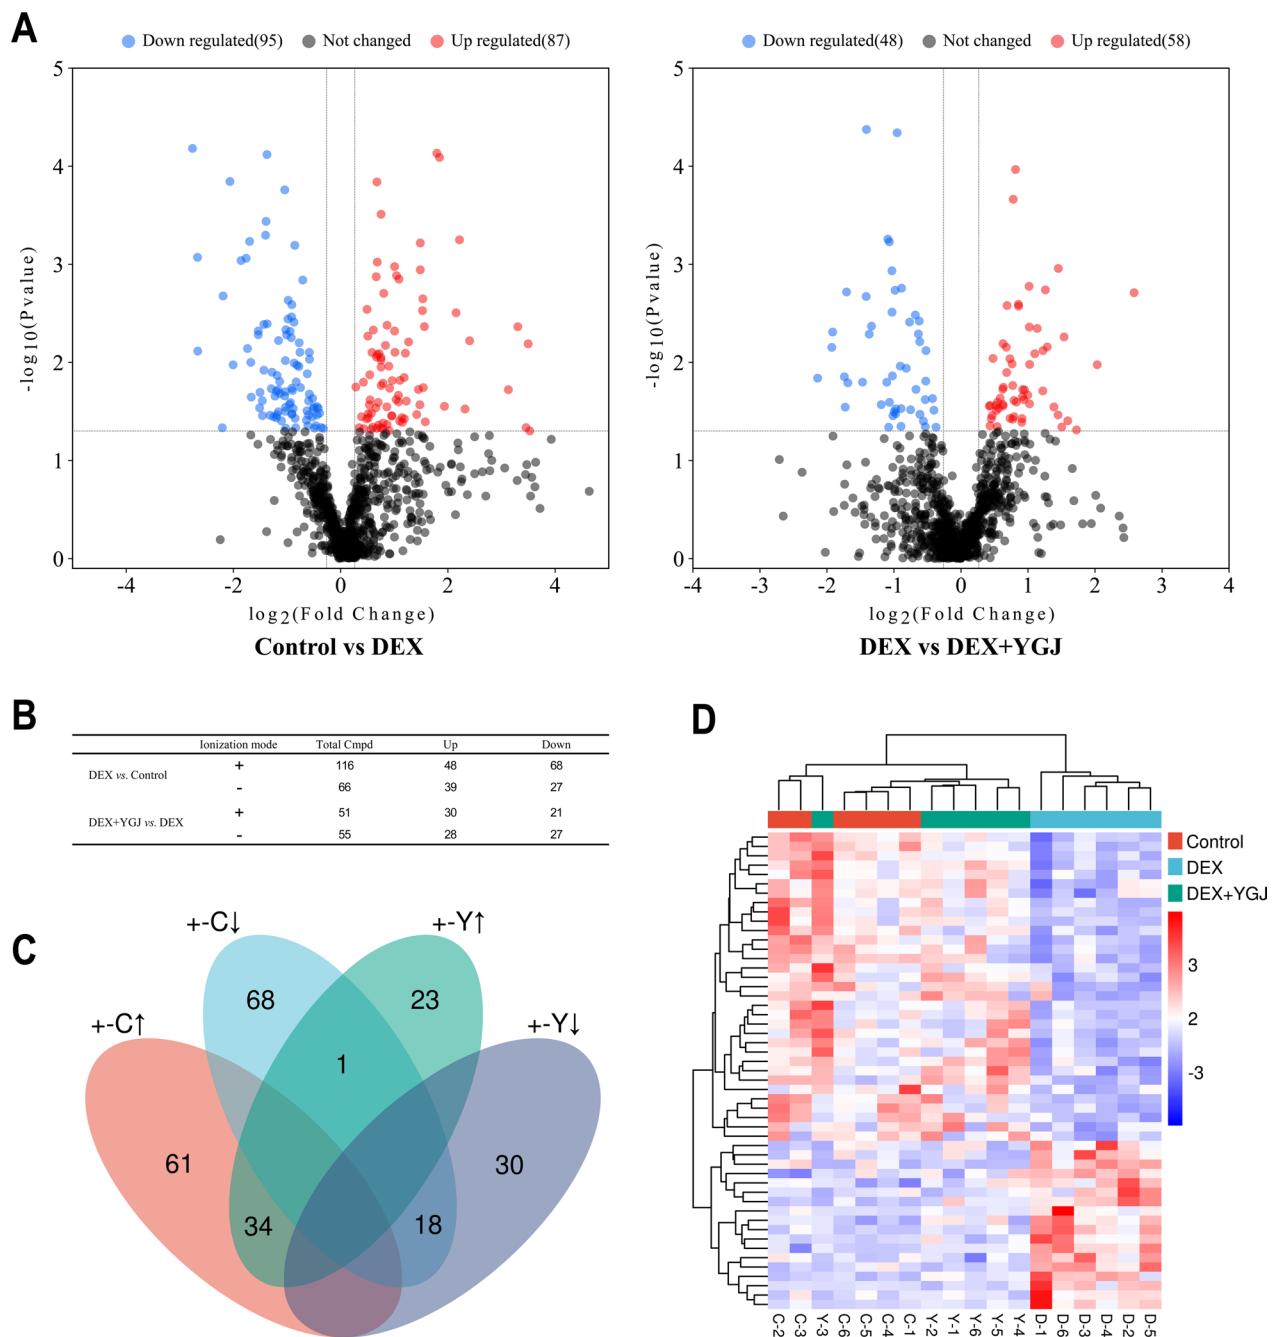 A
Down regulated(95) Not changed Up regulated(87)
5
4
3
2
1
0
-log10(Pvalue)
-4 -2 0 2 4
log2(Fold Change)
Control vs DEX
Down regulated(48) Not changed Up regulated(58)
5
4
3
2
1
0
-log10(Pvalue)
-4 -3 -2 -1 0 1 2 3 4
log2(Fold Change)
DEX vs DEX+YGJ
B
Ionization mode Total Cmpd Up Down
DEX vs. Control + 116 48 68
- 66 39 27
DEX+YGJ vs. DEX + 51 30 21
- 55 28 27
C
+-C↓ +-Y↑
+-C↑ +-Y↓
68 23
1
61 30
34 18
D
Control
DEX
DEX+YGJ
3
2
-3
C-2 C-3 Y-3 C-6 C-5 C-4 C-1 Y-2 Y-1 Y-6 Y-5 Y-4 D-1 D-6 D-3 D-4 D-2 D-5